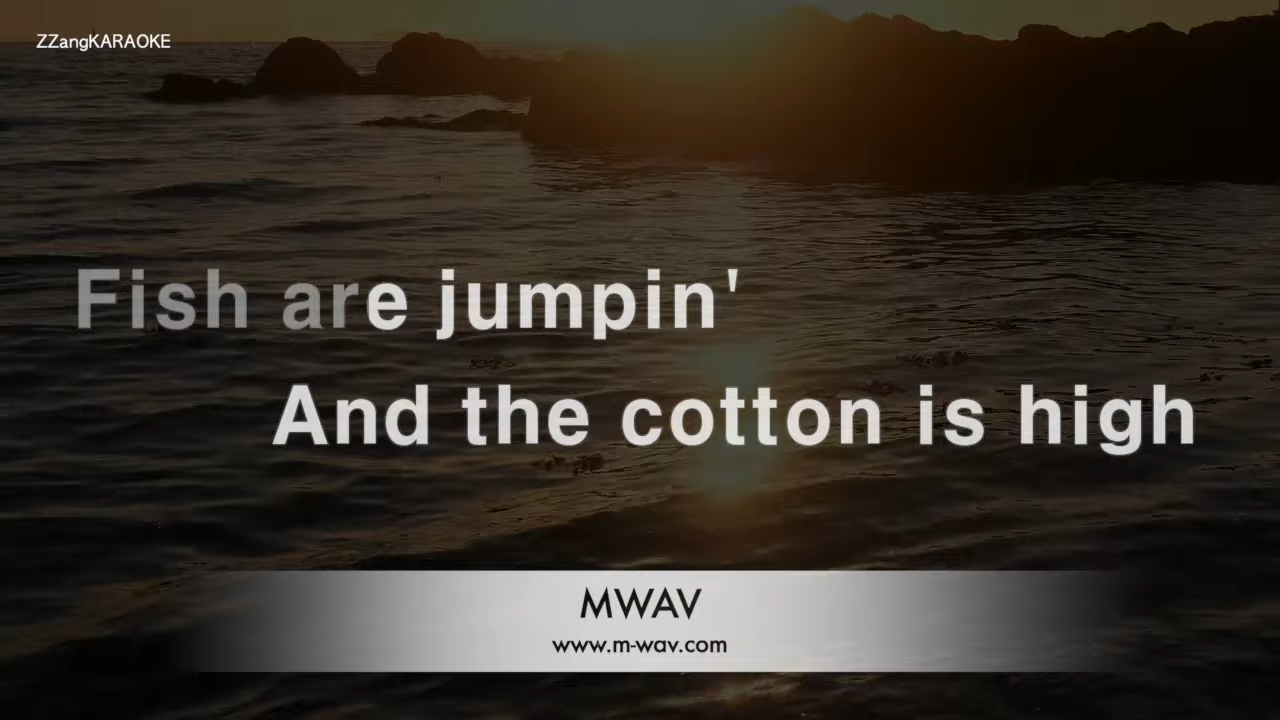 ZZangKARAOKE
Fish are jumpin'
And the cotton is high
MWAV
www.m-wav.com